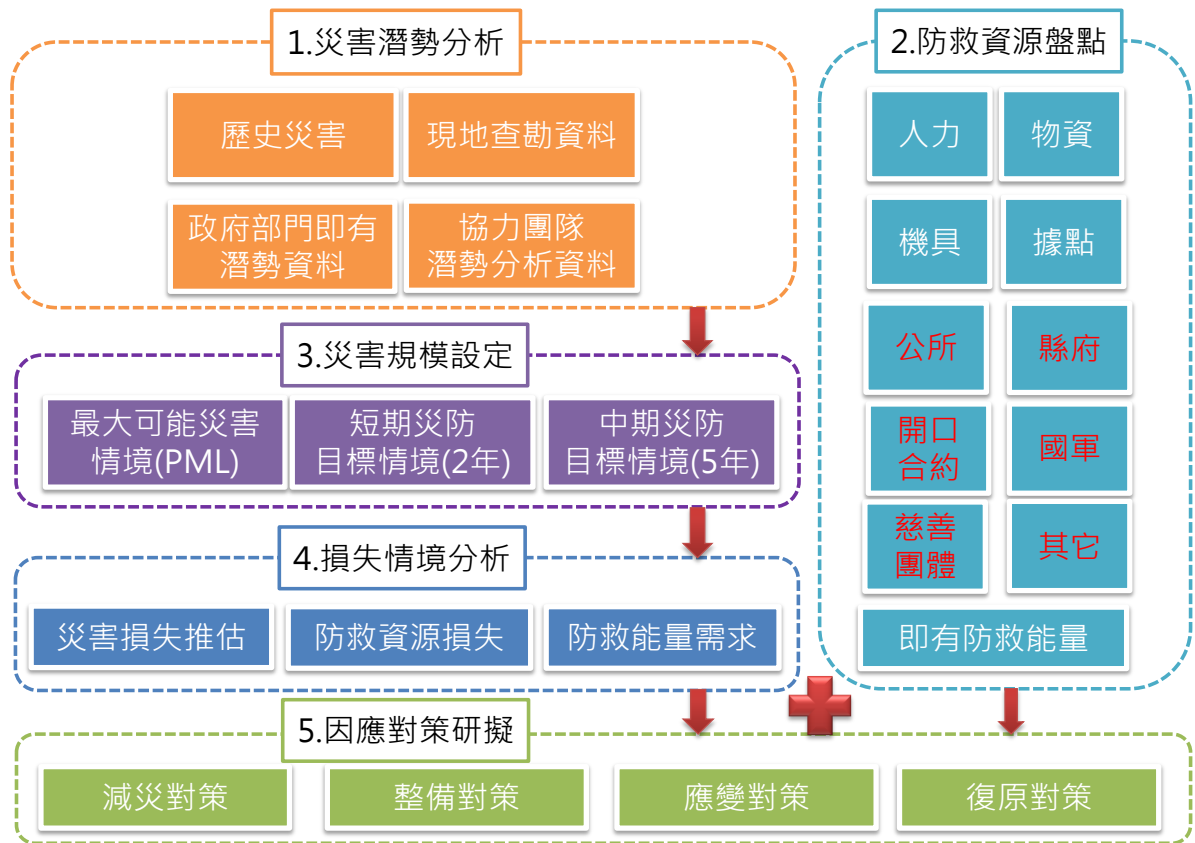 1.災害潛勢分析
歷史災害
現地查勘資料
政府部門即有
潛勢資料
協力團隊
潛勢分析資料
2.防救資源盤點
人力
物資
機具
據點
公所
縣府
開口
合約
國軍
慈善
團體
其它
即有防救能量
3.災害規模設定
最大可能災害
情境(PML)
短期災防
目標情境(2年)
中期災防
目標情境(5年)
4.損失情境分析
災害損失推估
防救資源損失
防救能量需求
5.因應對策研擬
減災對策
整備對策
應變對策
復原對策